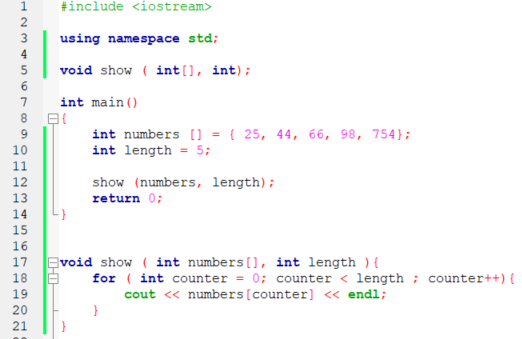 1 #include <iostream>
2
3 using namespace std;
4
5 void show ( int[], int);
6
7 int main()
8 {
9 int numbers [] = { 25, 44, 66, 98, 754};
10 int length = 5;
11
12 show (numbers, length);
13 return 0;
14 }
15
16
17 void show ( int numbers[], int length ){
18 for ( int counter = 0; counter < length ; counter++){
19 cout << numbers[counter] << endl;
20 }
21 }